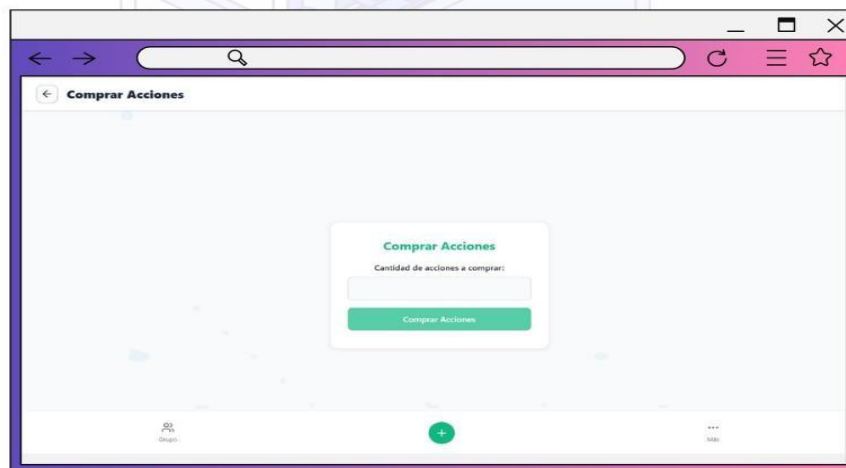 Comprar Acciones
Comprar Acciones
Cantidad de acciones a comprar:
Comprar Acciones
Grupo
Más